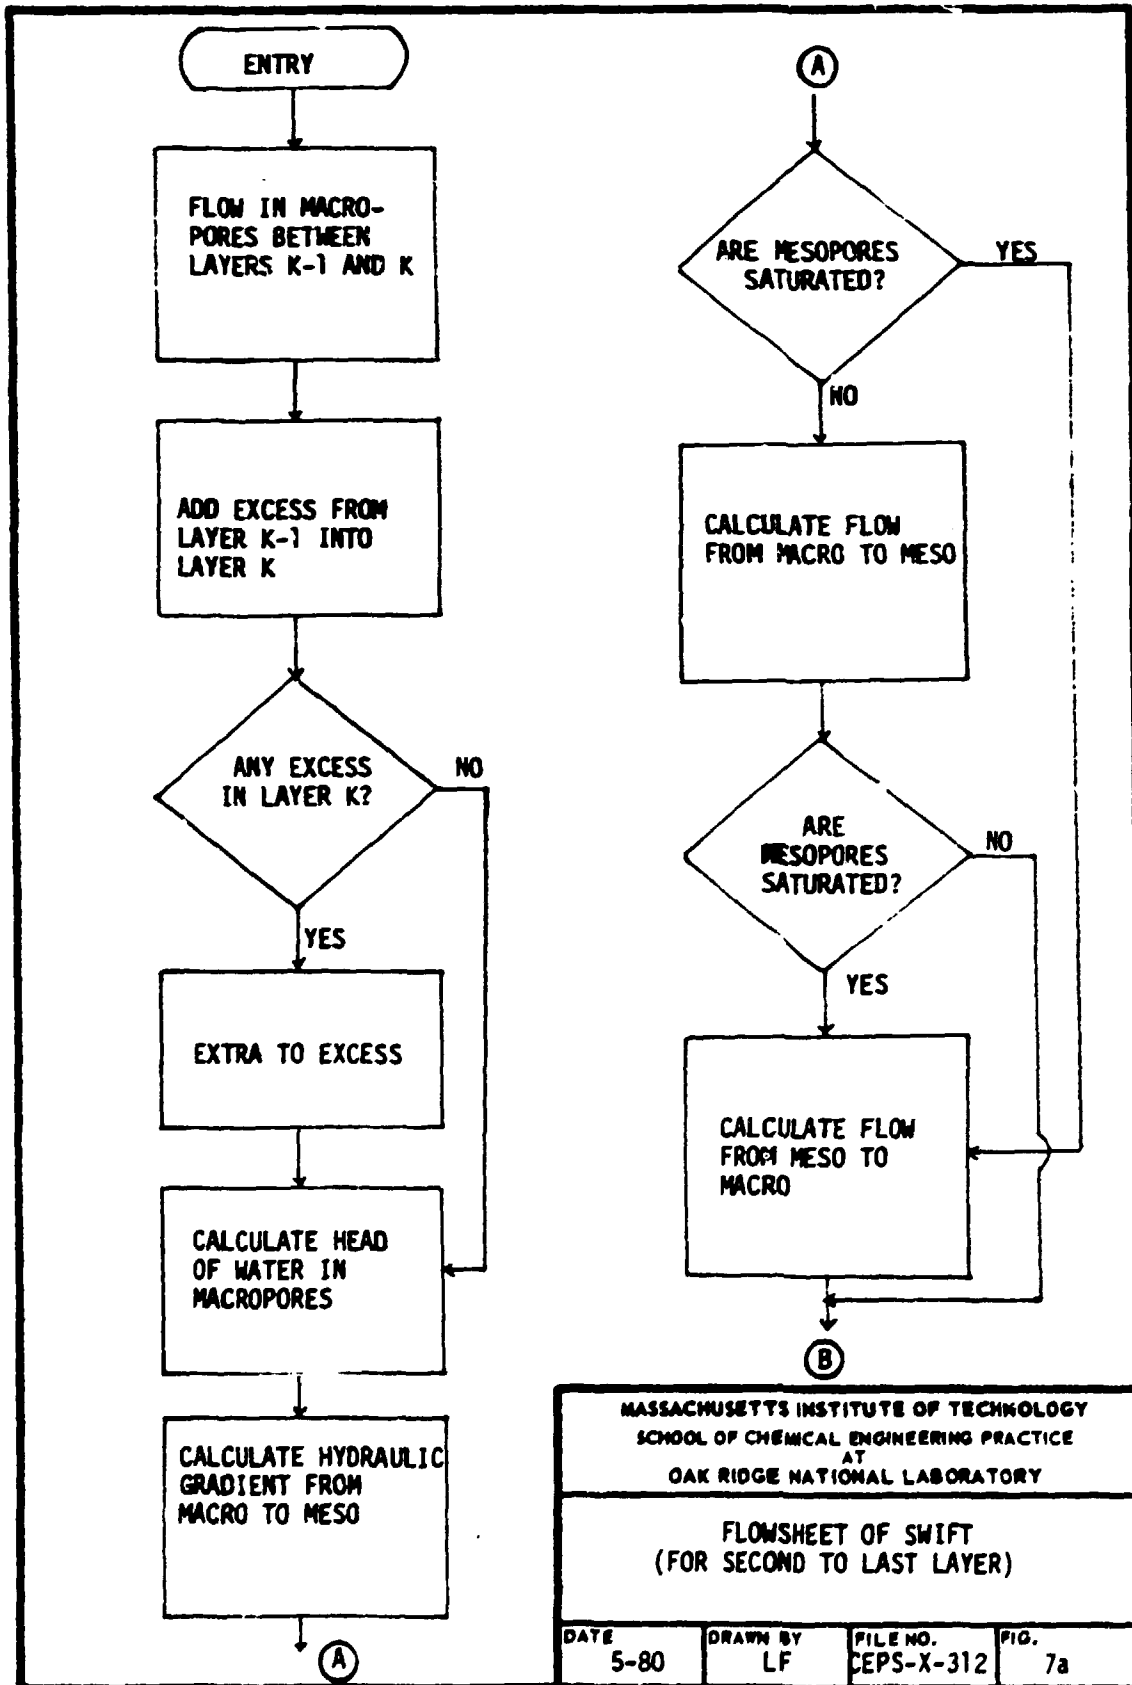 ENTRY
FLOW IN MACRO-
PORES BETWEEN
LAYERS K-1 AND K
ADD EXCESS FROM
LAYER K-1 INTO
LAYER K
ANY EXCESS
IN LAYER K?
NO
YES
EXTRA TO EXCESS
CALCULATE HEAD
OF WATER IN
MACROPORES
CALCULATE HYDRAULIC
GRADIENT FROM
MACRO TO MESO
A
A
ARE MESOPORES
SATURATED?
YES
NO
CALCULATE FLOW
FROM MACRO TO MESO
ARE
MESOPORES
SATURATED?
NO
YES
CALCULATE FLOW
FROM MESO TO
MACRO
B
MASSACHUSETTS INSTITUTE OF TECHNOLOGY
SCHOOL OF CHEMICAL ENGINEERING PRACTICE
AT
OAK RIDGE NATIONAL LABORATORY
FLOWSHEET OF SWIFT
(FOR SECOND TO LAST LAYER)
DATE
5-80
DRAWN BY
LF
FILE NO.
CEPS-X-312
FIG.
7a